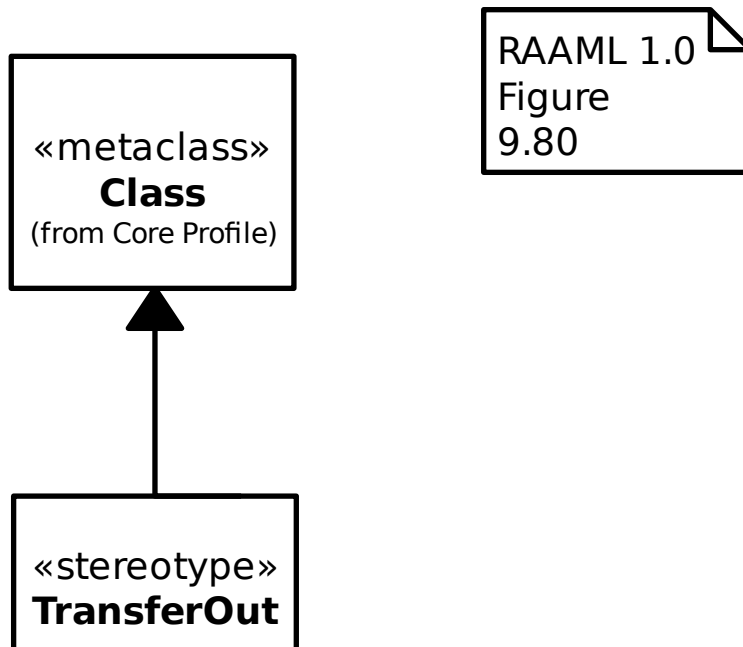 «metaclass»
Class
(from Core Profile)
RAAML 1.0
Figure
9.80
«stereotype»
TransferOut